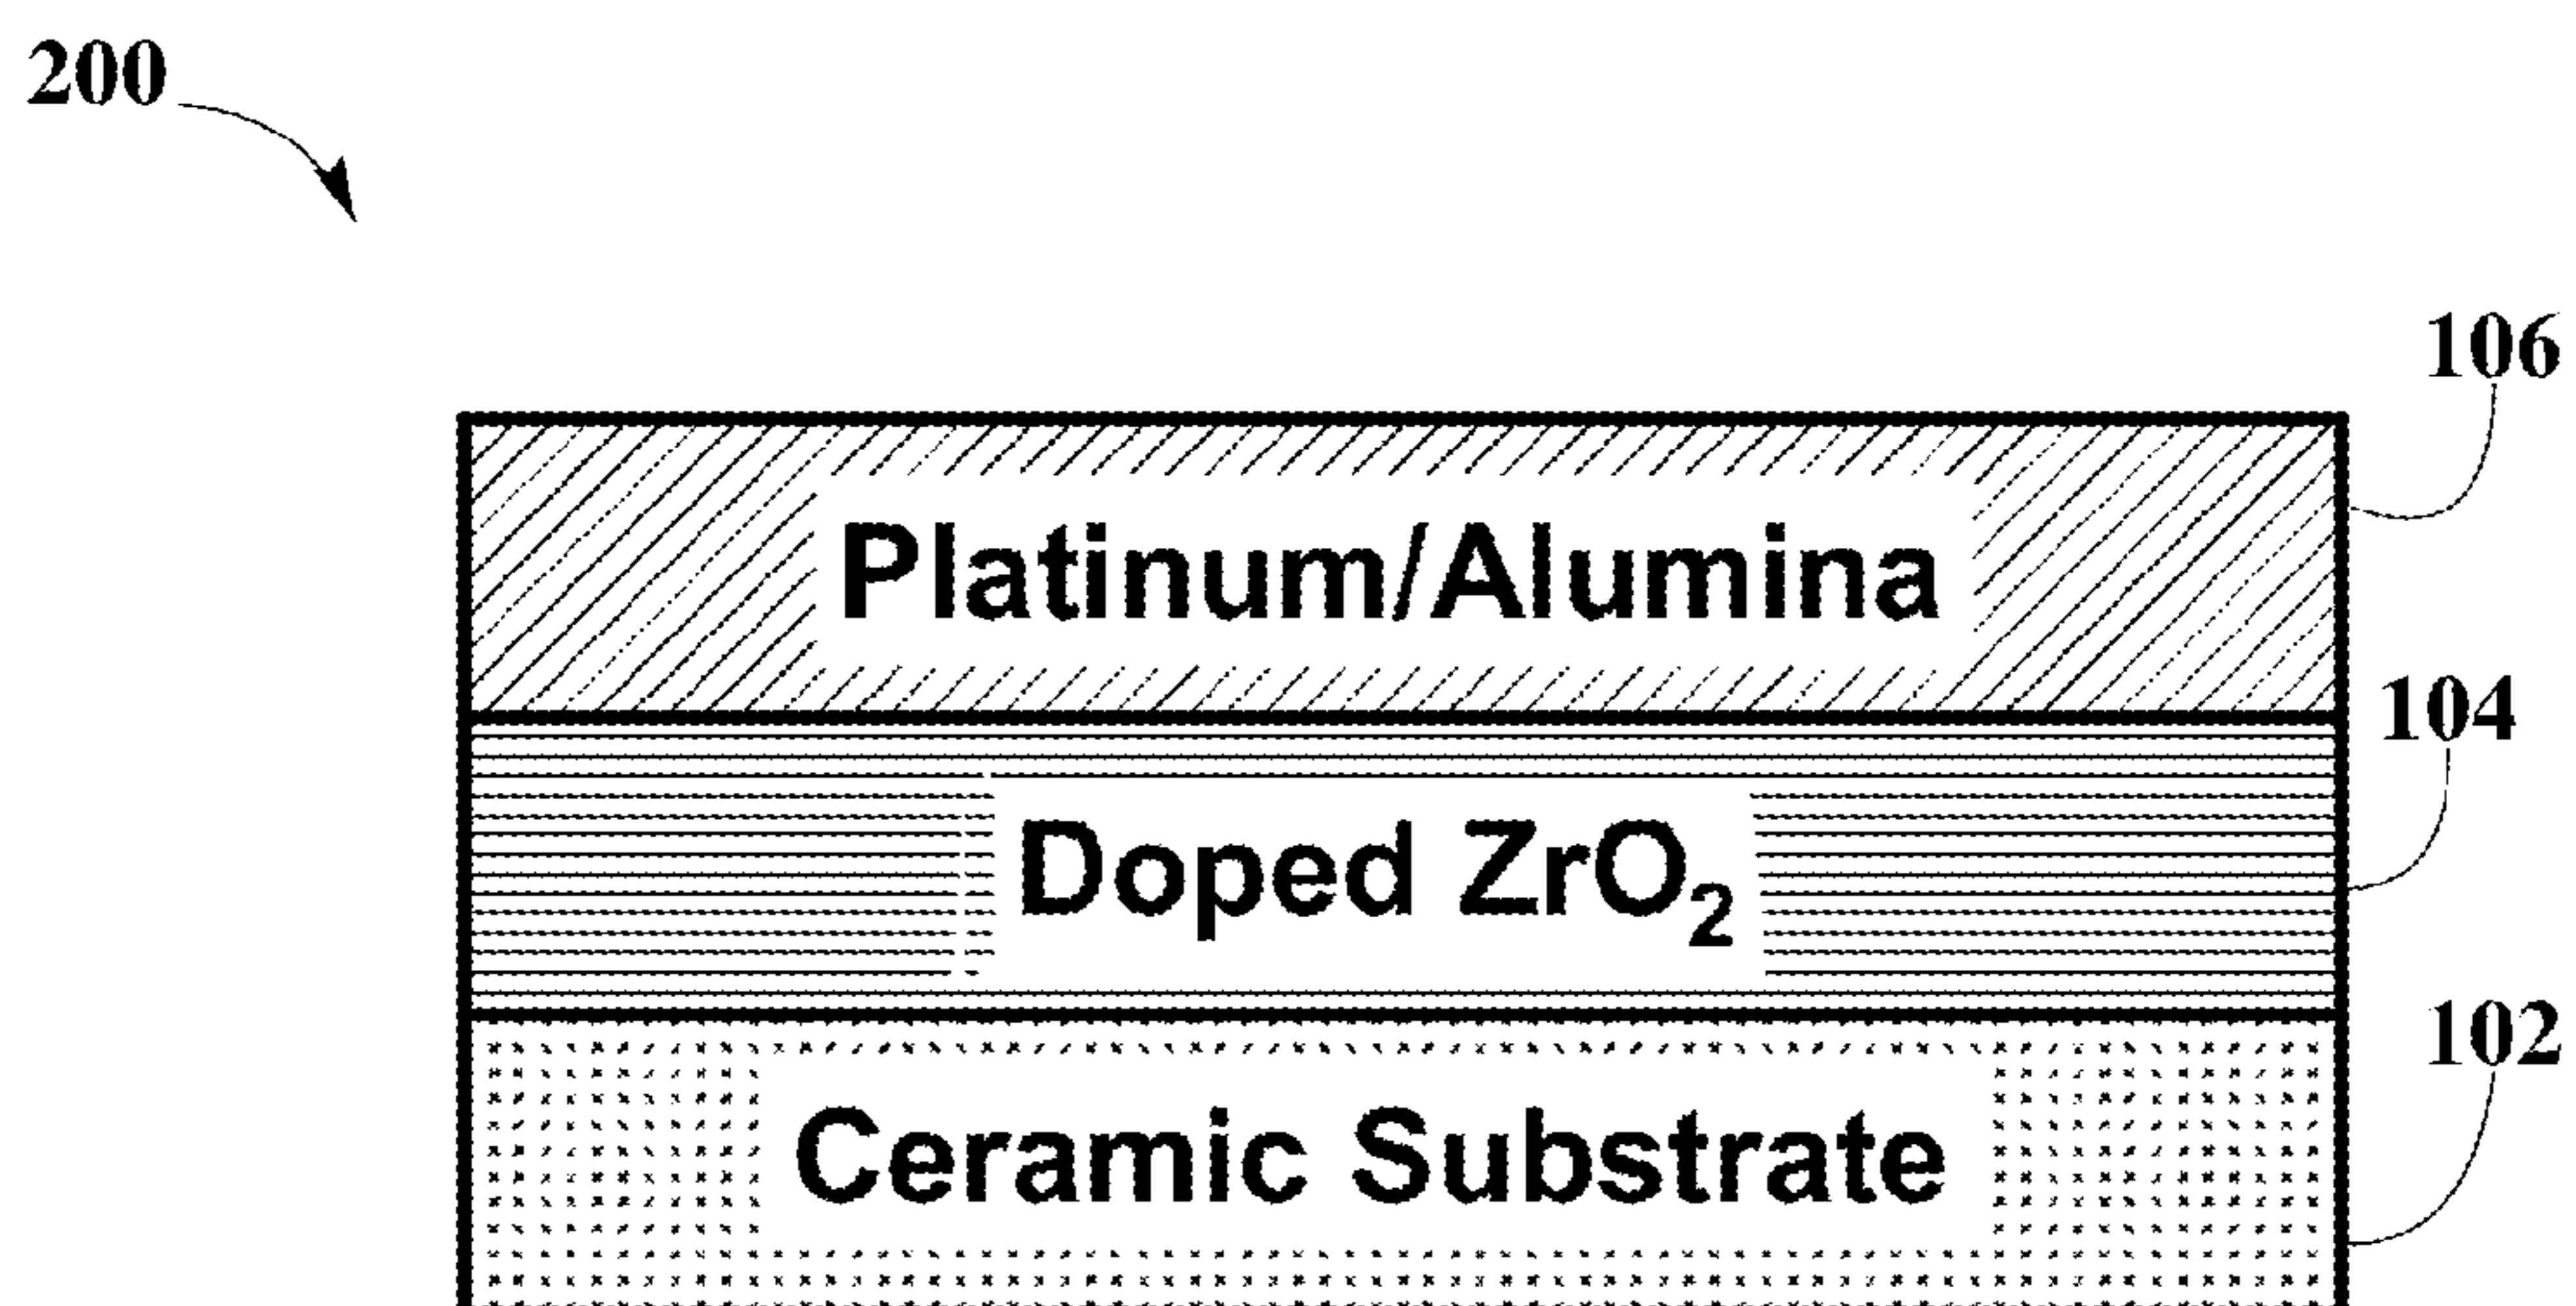 200
106
Platinum/Alumina
104
Doped ZrO₂
102
Ceramic Substrate